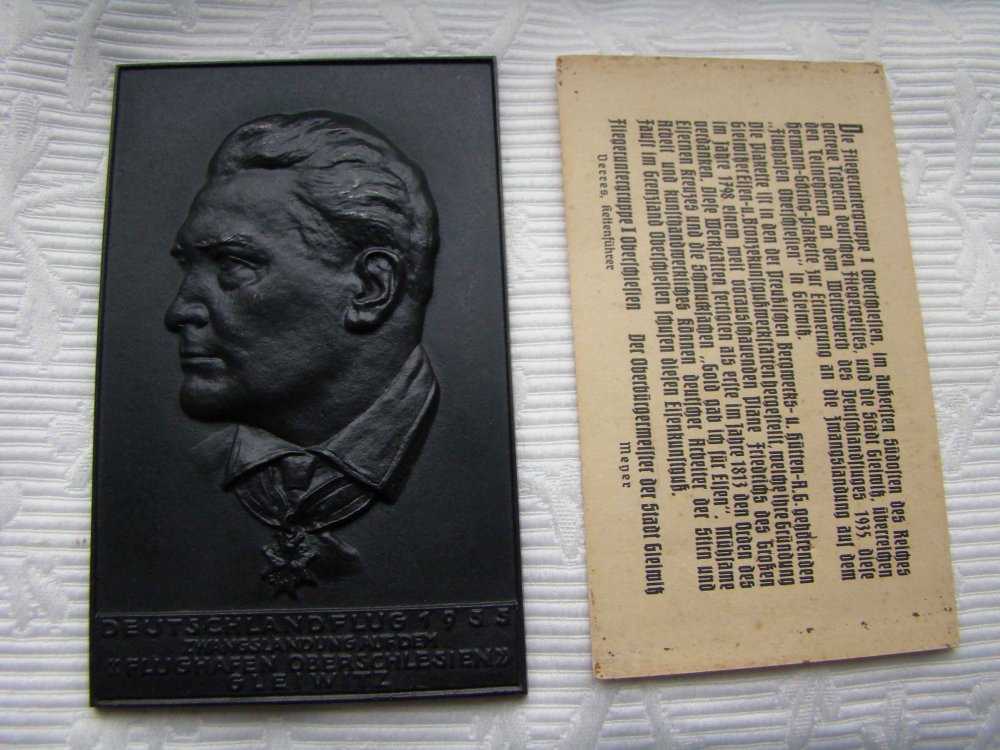 DEUTSCHLANDFLUG 1935
ZWANGSLANDUNG AUF DEM
«FLUGHAFEN OBERSCHLESIEN»
GLEIWITZ
Die Fliegeruntergruppe I Oberschlesien, im äußersten Südosten des Reiches
getreue Trägerin deutschen Fliegergeistes, und die Stadt Gleiwitz, überreichen
den Teilnehmern an dem Wettbewerb des Deutschlandfluges 1935 diese
Hermann-Göring-Plakette zur Erinnerung an die Zwangslandung auf dem
„Flughafen Oberschlesien" in Gleiwitz.
Die Plakette ist in den der Preußischen Bergwerks- u. Hütten-A.G. gehörenden
Gleiwitzer Eisen- u. Bronzekunstgußwerkstätten hergestellt, welche ihre Gründung
im Jahre 1798 einem weit vorausschauenden Plane Friedrichs des Großen
verdanken. Diese Werkstätten fertigten als erste im Jahre 1813 den Orden des
Eisernen Kreuzes und die Schmucksachen „Gold gab ich für Eisen". Mühsame
Arbeit und kunsthandwerkliches Können deutscher Arbeiter der Stirn und
Faust im Grenzland Oberschlesien schufen diesen Eisenkunstguß.
Fliegeruntergruppe I Oberschlesien Der Oberbürgermeister der Stadt Gleiwitz
Verres, Kettenführer Meyer